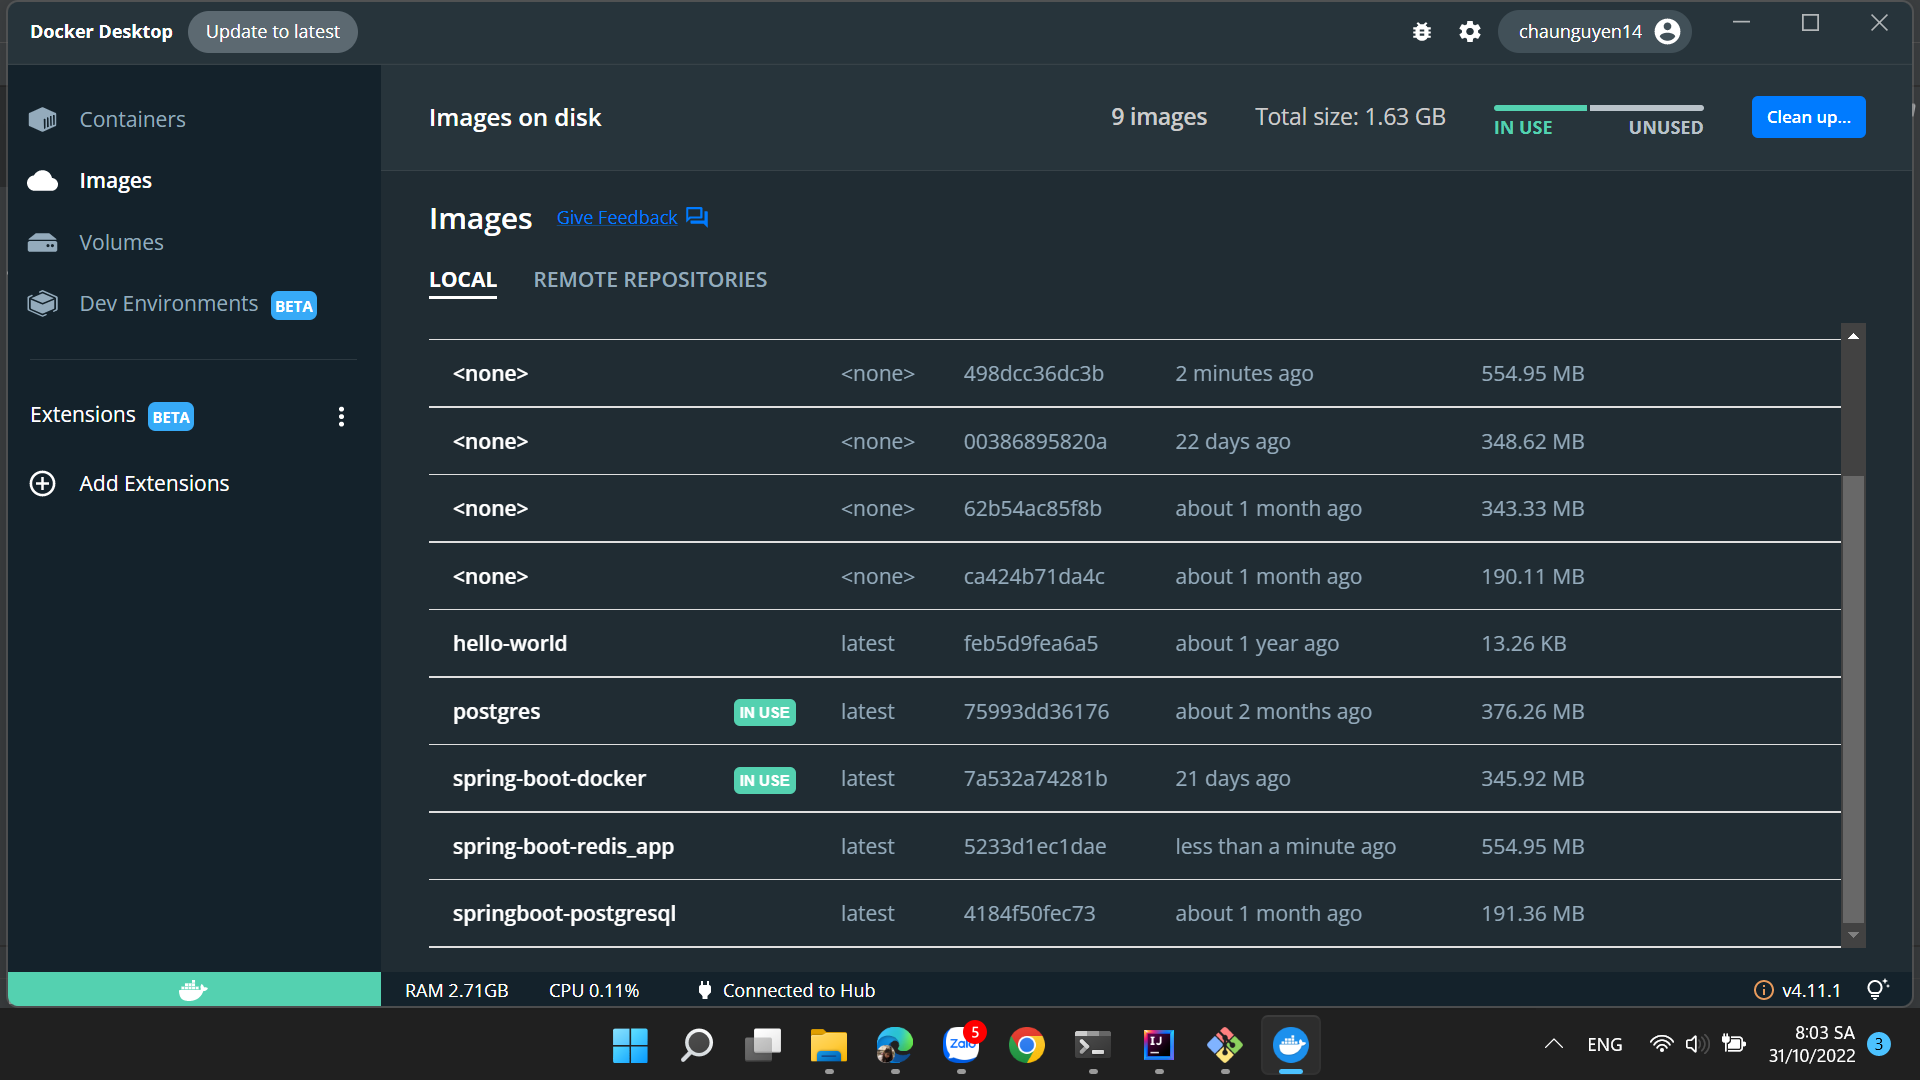 Docker Desktop Update to latest chaunguyen14
Containers
Images
Volumes
Dev Environments BETA
Extensions BETA
Add Extensions
Images on disk 9 images Total size: 1.63 GB IN USE UNUSED Clean up...
Images Give Feedback
LOCAL REMOTE REPOSITORIES
<none> <none> 498dcc36dc3b 2 minutes ago 554.95 MB
<none> <none> 00386895820a 22 days ago 348.62 MB
<none> <none> 62b54ac85f8b about 1 month ago 343.33 MB
<none> <none> ca424b71da4c about 1 month ago 190.11 MB
hello-world latest feb5d9fea6a5 about 1 year ago 13.26 KB
postgres IN USE latest 75993dd36176 about 2 months ago 376.26 MB
spring-boot-docker IN USE latest 7a532a74281b 21 days ago 345.92 MB
spring-boot-redis_app latest 5233d1ec1dae less than a minute ago 554.95 MB
springboot-postgresql latest 4184f50fec73 about 1 month ago 191.36 MB
RAM 2.71GB CPU 0.11% Connected to Hub v4.11.1
Zalo 5 IJ ENG 8:03 SA 3
31/10/2022